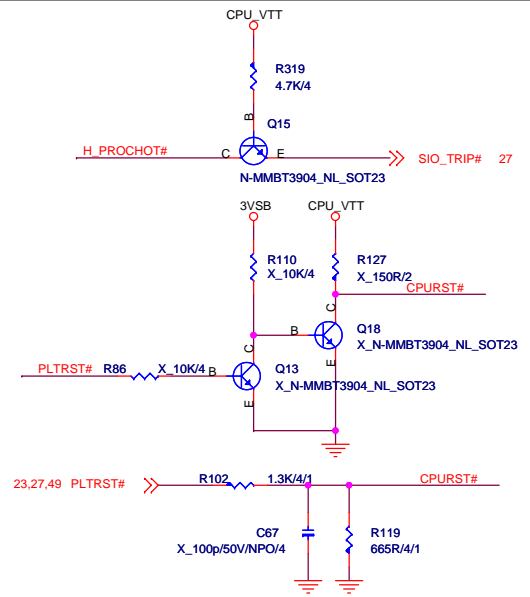 CPU_VTT
R319
4.7K/4
B
Q15
H_PROCHOT#
C
E
SIO_TRIP# 27
N-MMBT3904_NL_SOT23
3VSB
CPU_VTT
R110
X_10K/4
R127
X_150R/2
CPURST#
C
B
Q18
X_N-MMBT3904_NL_SOT23
E
C
PLTRST#
R86
X_10K/4
B
Q13
X_N-MMBT3904_NL_SOT23
E
23,27,49 PLTRST#
R102
1.3K/4/1
CPURST#
C67
X_100p/50V/NPO/4
R119
665R/4/1